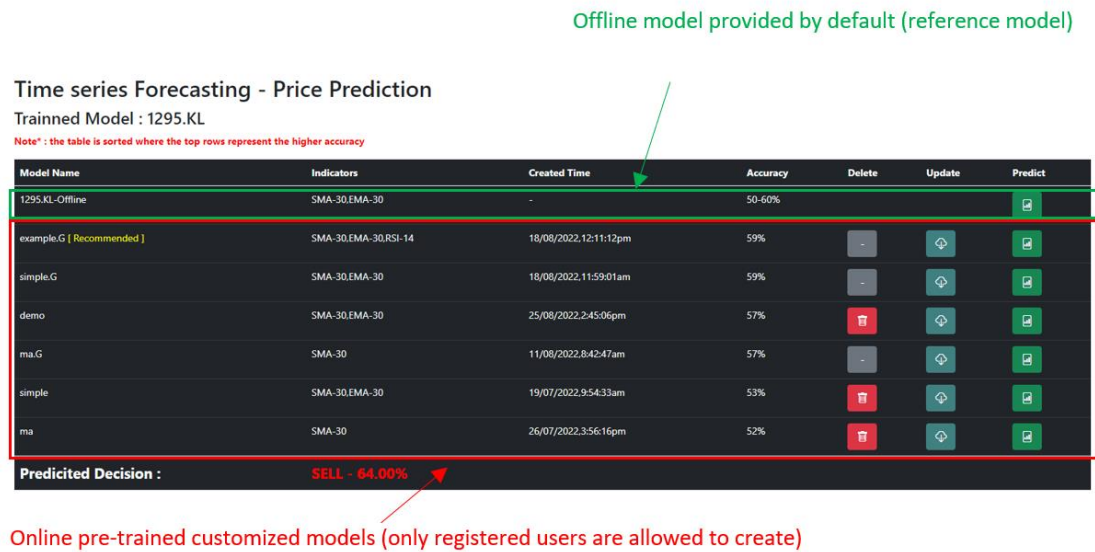 Offline model provided by default (reference model)
Time series Forecasting - Price Prediction
Trainned Model : 1295.KL
Note* : the table is sorted where the top rows represent the higher accuracy
Model Name Indicators Created Time Accuracy Delete Update Predict
1295.KL-Offline SMA-30,EMA-30 - 50-60%
example.G [ Recommended ] SMA-30,EMA-30,RSI-14 18/08/2022,12:11:12pm 59% -
simple.G SMA-30,EMA-30 18/08/2022,11:59:01am 59% -
demo SMA-30,EMA-30 25/08/2022,2:45:06pm 57%
ma.G SMA-30 11/08/2022,8:42:47am 57% -
simple SMA-30,EMA-30 19/07/2022,9:54:33am 53%
ma SMA-30 26/07/2022,3:56:16pm 52%
Predicited Decision : SELL - 64.00%
Online pre-trained customized models (only registered users are allowed to create)